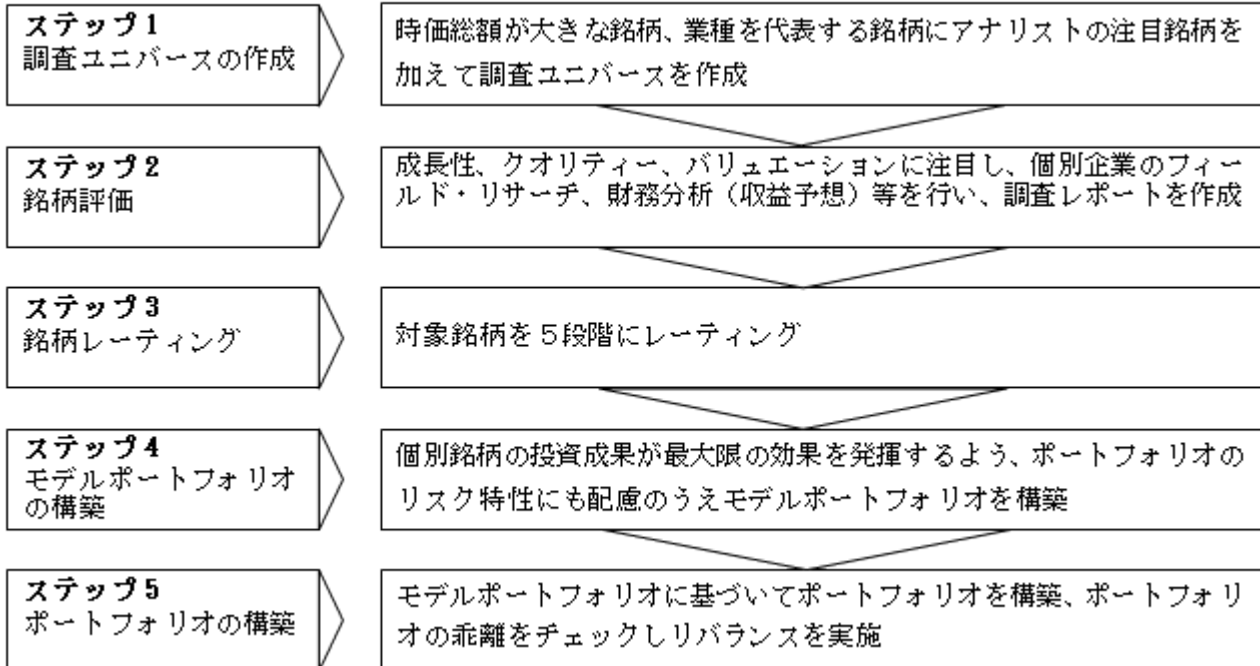 ステップ1
調査ユニバースの作成
時価総額が大きな銘柄、業種を代表する銘柄にアナリストの注目銘柄を
加えて調査ユニバースを作成
ステップ2
銘柄評価
成長性、クオリティー、バリュエーションに注目し、個別企業のフィー
ルド・リサーチ、財務分析（収益予想）等を行い、調査レポートを作成
ステップ3
銘柄レーティング
対象銘柄を５段階にレーティング
ステップ4
モデルポートフォリオ
の構築
個別銘柄の投資成果が最大限の効果を発揮するよう、ポートフォリオの
リスク特性にも配慮のうえモデルポートフォリオを構築
ステップ5
ポートフォリオの構築
モデルポートフォリオに基づいてポートフォリオを構築、ポートフォリ
オの乖離をチェックしリバランスを実施